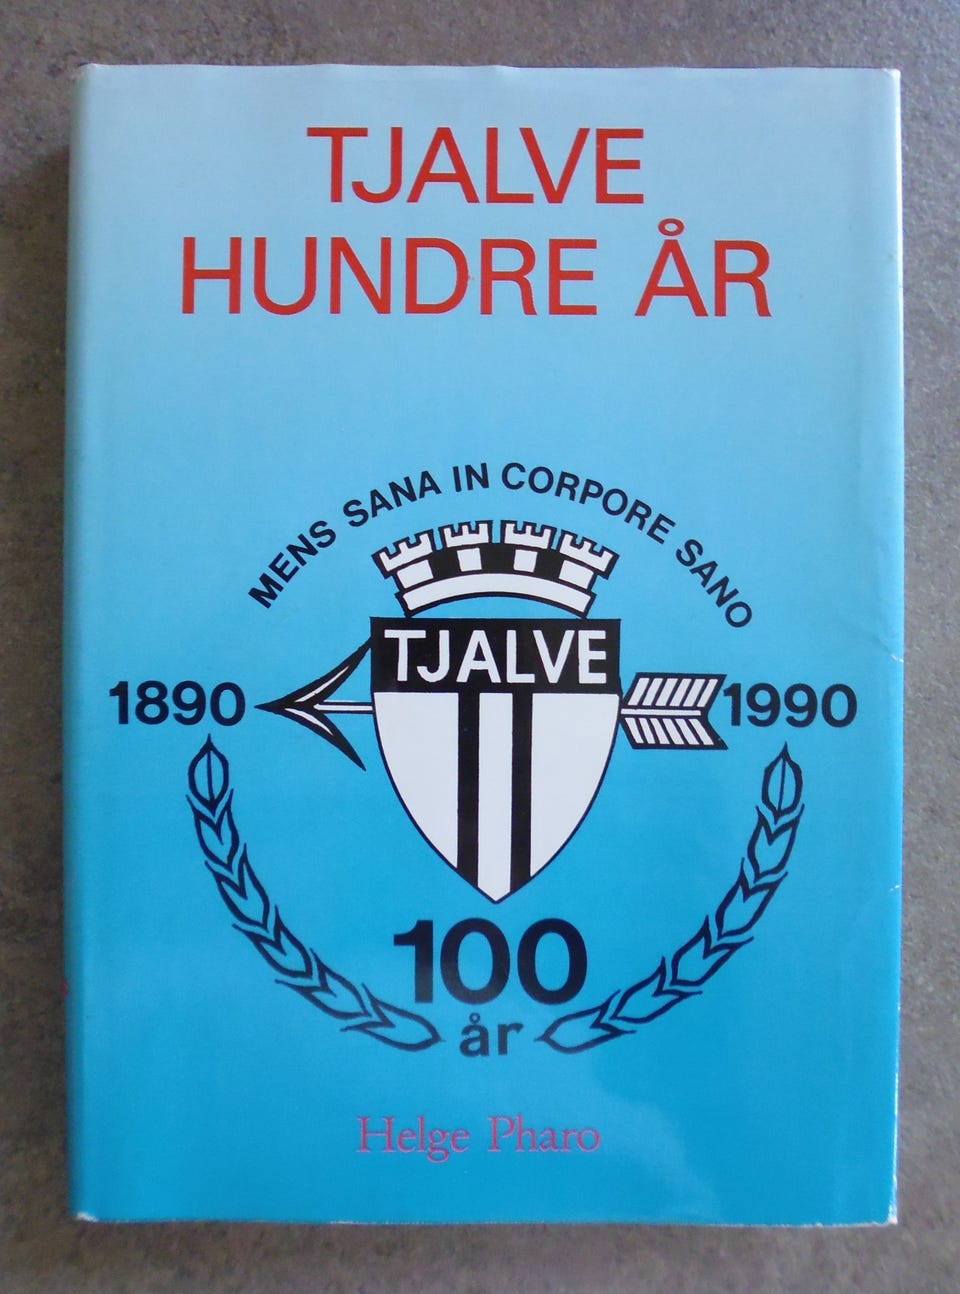 TJALVE
HUNDRE ÅR
MENS SANA IN CORPORE SANO
TJALVE
1890
1990
100
år
Helge Pharo